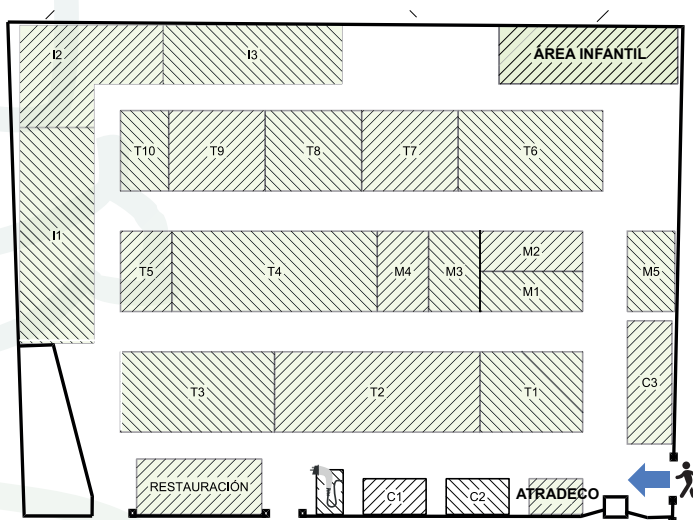 I2
I3
ÁREA INFANTIL
T10
T9
T8
T7
T6
I1
T5
T4
M4
M3
M2
M1
M5
T3
T2
T1
C3
RESTAURACIÓN
C1
C2
ATRADECO